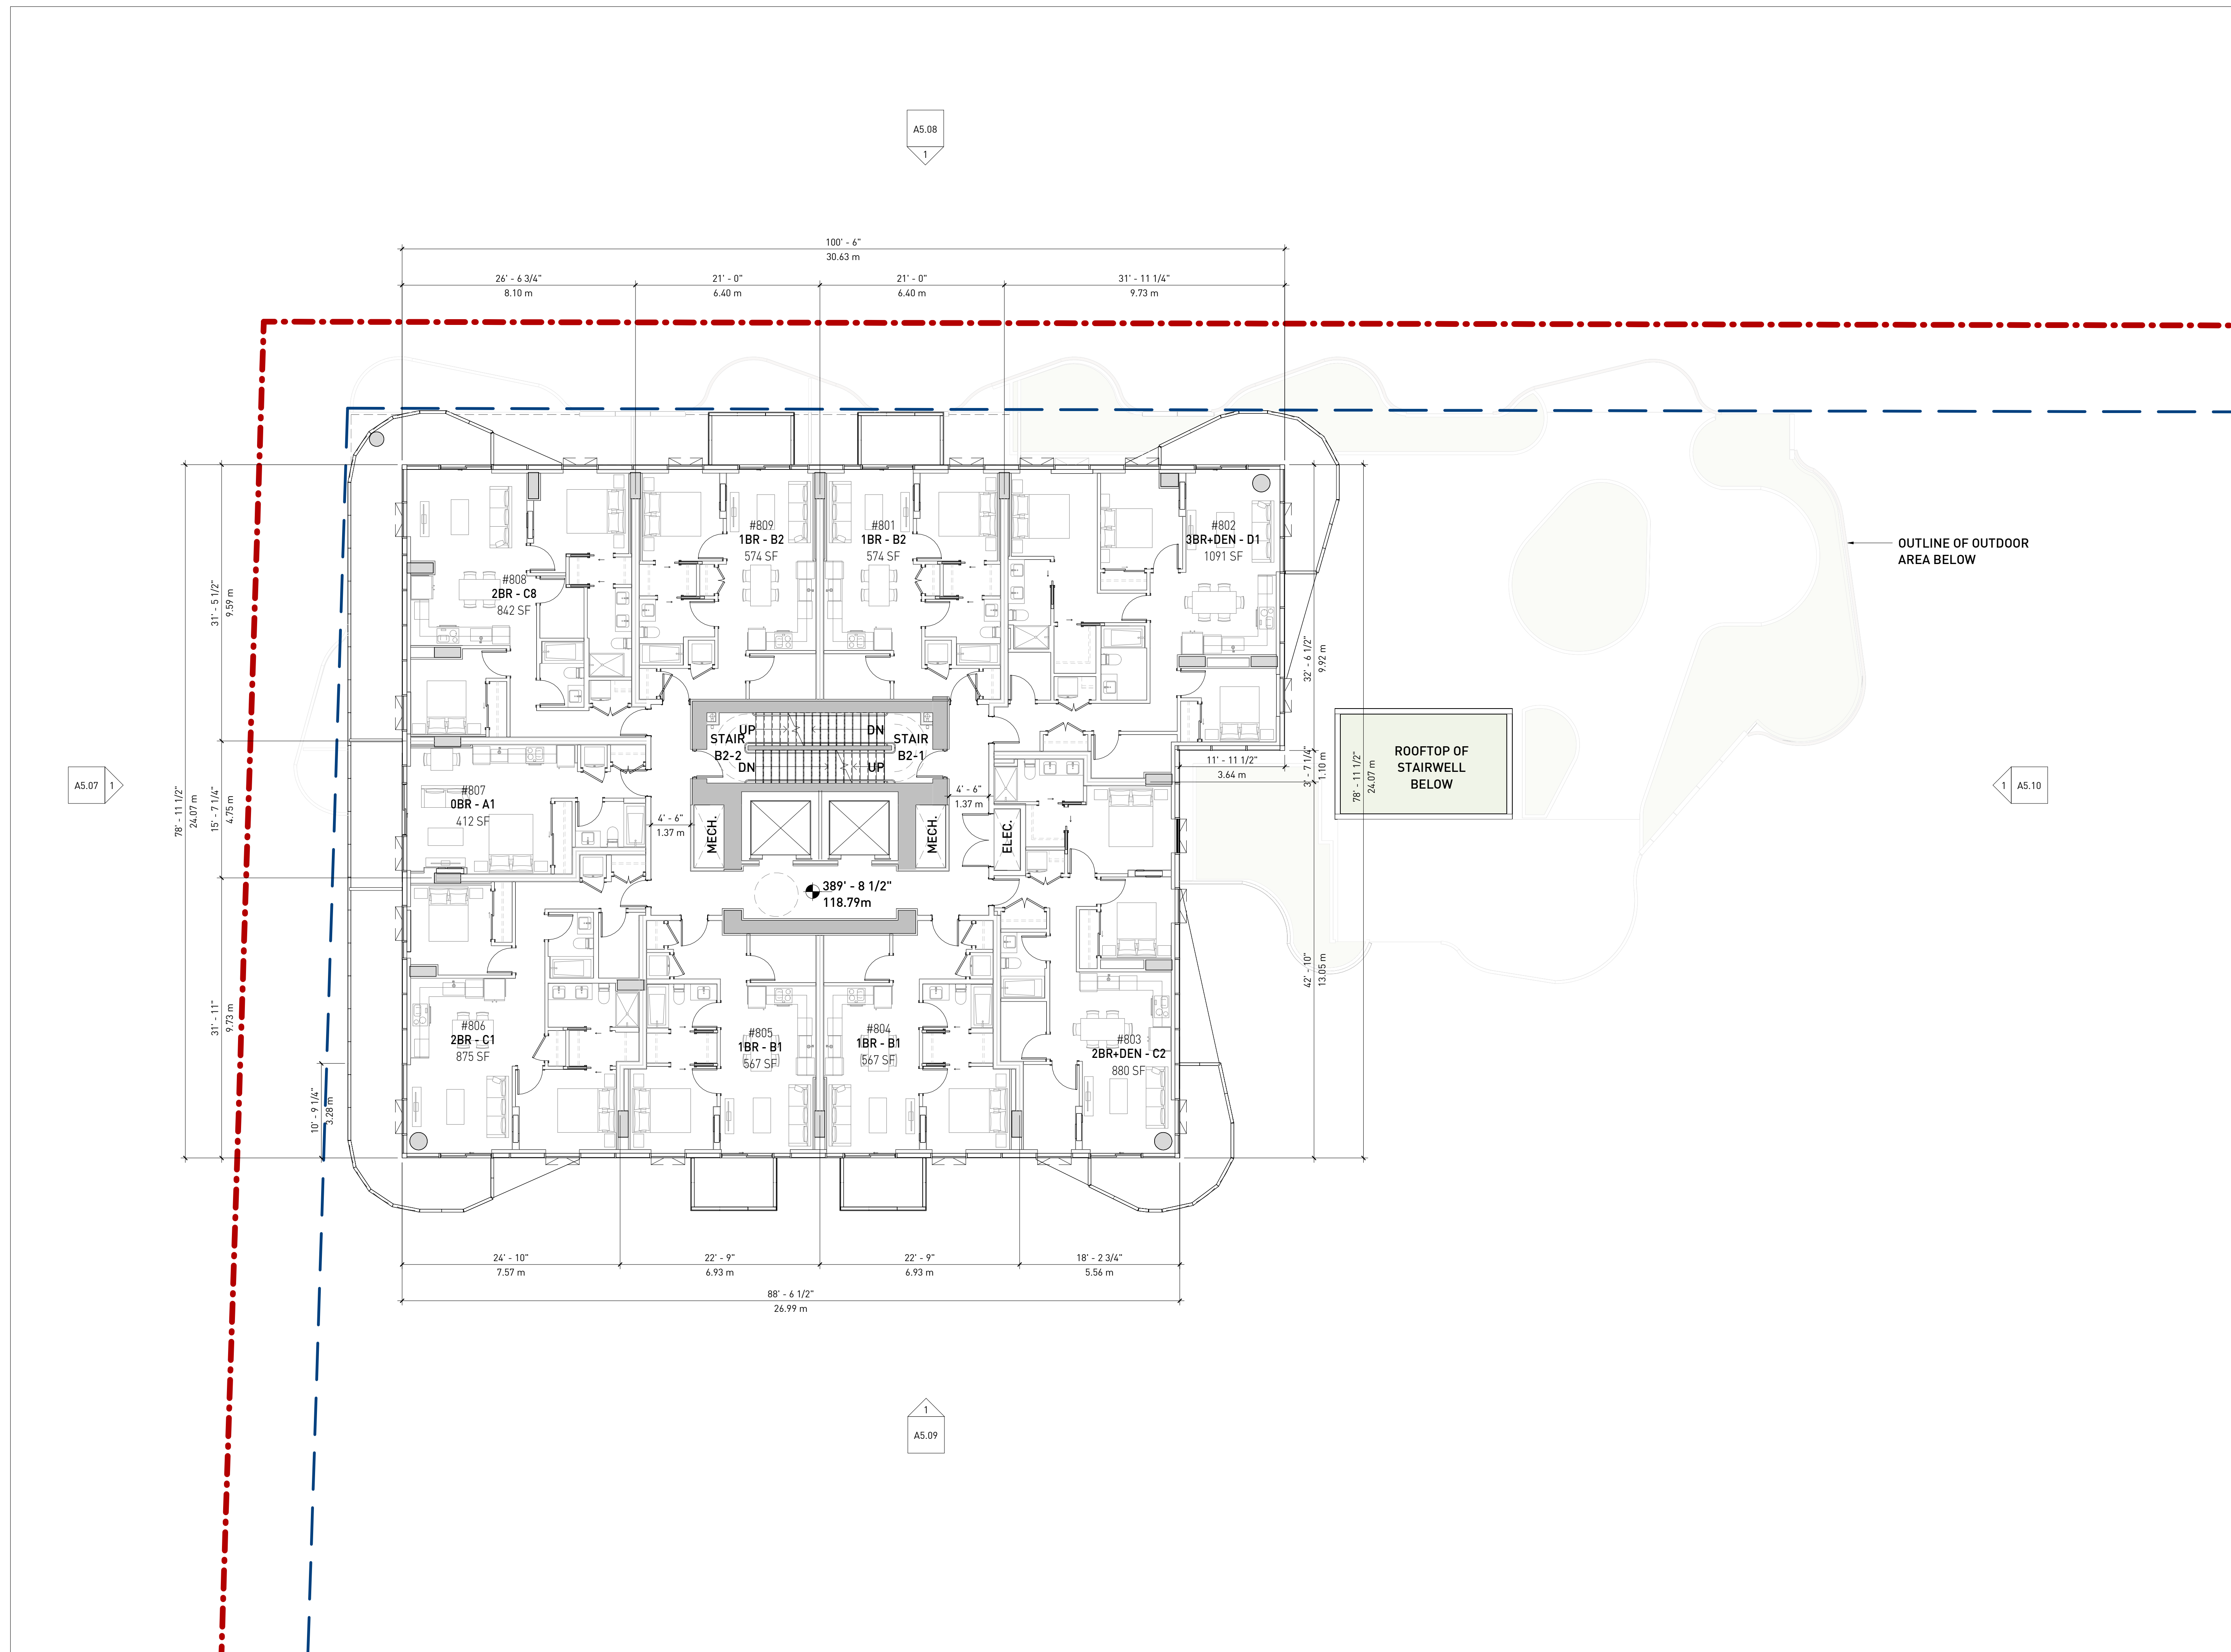 A5.08
1
100' - 6"
30.63 m
26' - 6 3/4"
8.10 m
21' - 0"
6.40 m
21' - 0"
6.40 m
31' - 11 1/4"
9.73 m
#809
1BR - B2
574 SF
#801
1BR - B2
574 SF
#802
3BR+DEN - D1
1091 SF
OUTLINE OF OUTDOOR
AREA BELOW
#808
2BR - C8
842 SF
31' - 5 1/2"
9.59 m
32' - 6 1/2"
9.92 m
UP
DN
STAIR
B2-2
STAIR
B2-1
DN
UP
ROOFTOP OF
STAIRWELL
BELOW
11' - 11 1/2"
3.64 m
3' - 7 1/4"
1.10 m
78' - 11 1/2"
24.07 m
A5.07
1
1
A5.10
78' - 11 1/2"
24.07 m
15' - 7 1/4"
4.75 m
#807
0BR - A1
412 SF
4' - 6"
1.37 m
4' - 6"
1.37 m
MECH.
MECH.
ELEC.
389' - 8 1/2"
118.79m
31' - 11"
9.73 m
42' - 10"
13.05 m
#806
2BR - C1
875 SF
#805
1BR - B1
567 SF
#804
1BR - B1
567 SF
#803
2BR+DEN - C2
880 SF
10' - 9 1/4"
3.28 m
24' - 10"
7.57 m
22' - 9"
6.93 m
22' - 9"
6.93 m
18' - 2 3/4"
5.56 m
88' - 6 1/2"
26.99 m
1
A5.09